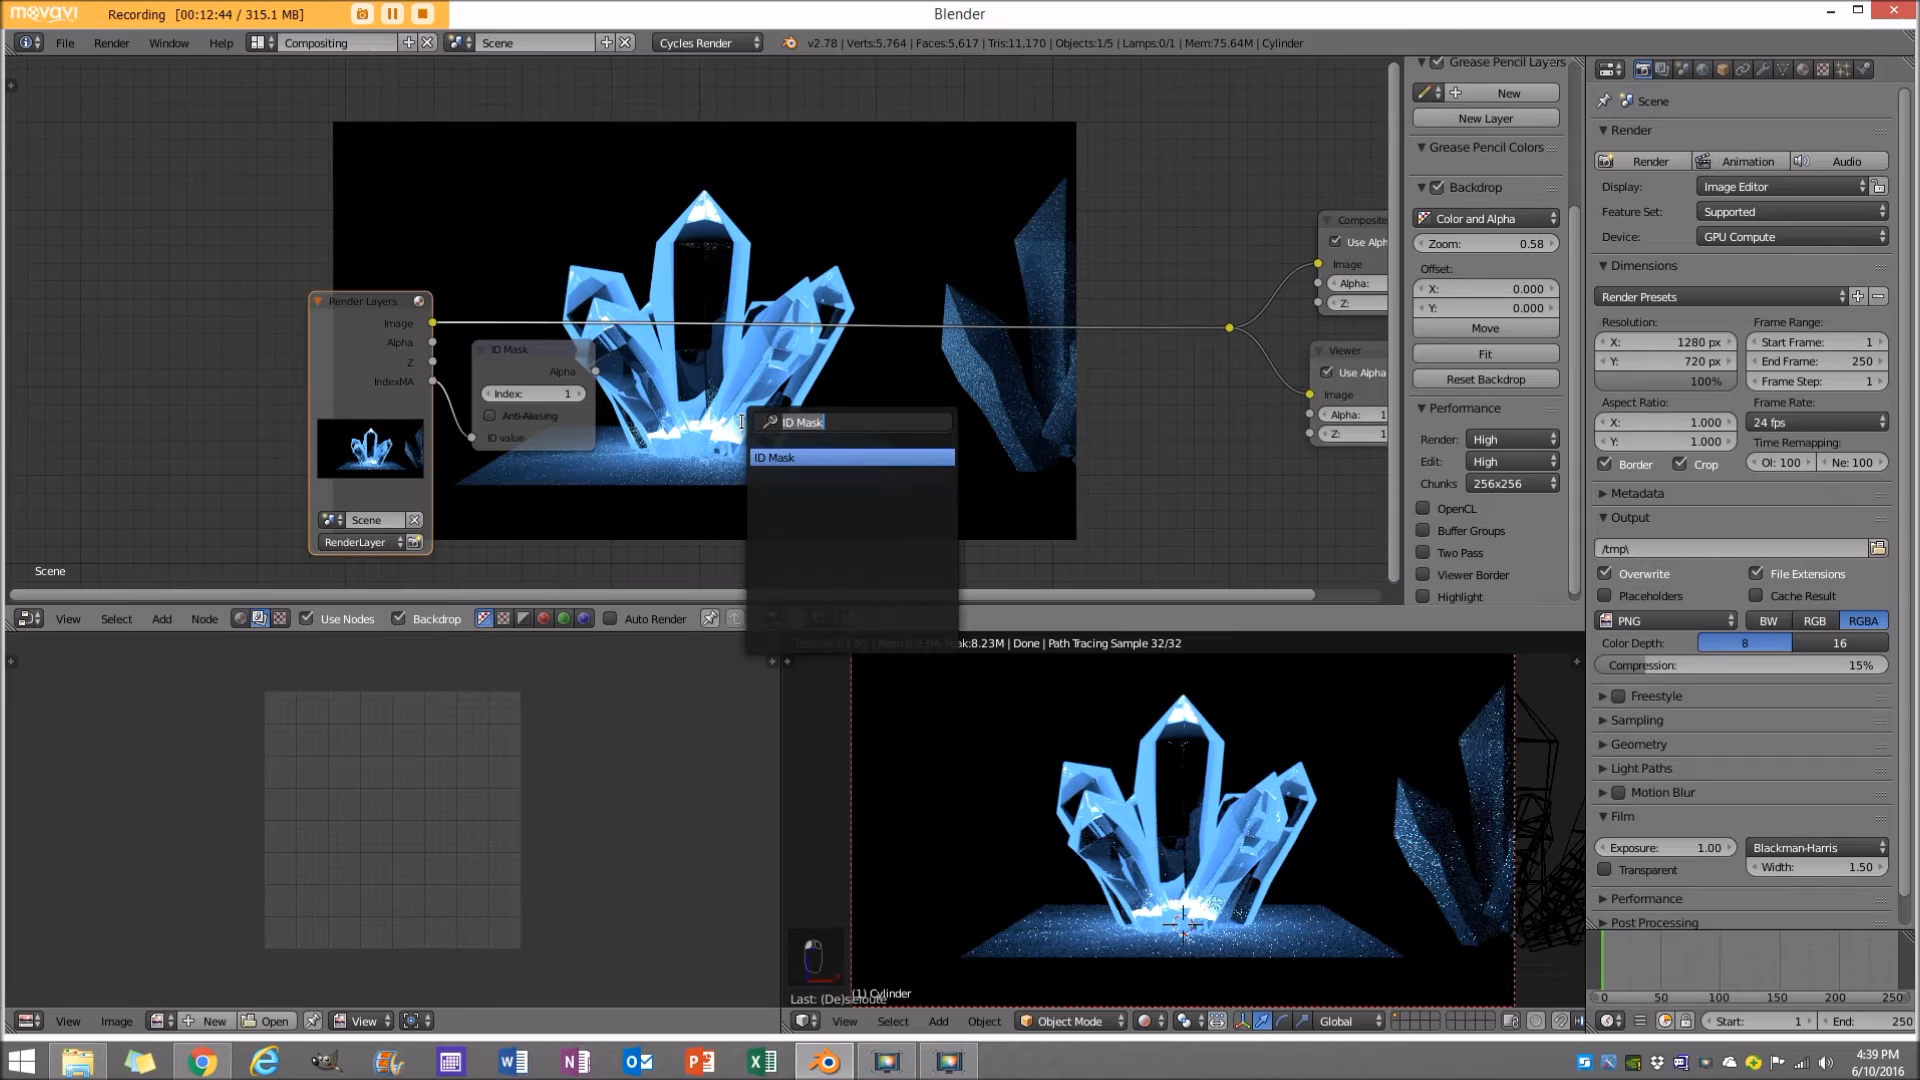 movavi
Recording [00:12:44 / 315.1 MB]
Blender
File Render Window Help Compositing Scene Cycles Render v2.78 | Verts:5,764 | Faces:5,617 | Tris:11,170 | Objects:1/5 | Lamps:0/1 | Mem:75.64M | Cylinder
Render Layers
Image
Alpha
Z
IndexMA
Scene
RenderLayer
ID Mask
Alpha
Index: 1
Anti-Aliasing
ID value
ID Mask
ID Mask
Composite
Use Alph
Image
Alpha:
Z:
Viewer
Use Alpha
Image
Alpha: 1
Z: 1
Scene
Grease Pencil Layers
New
New Layer
Grease Pencil Colors
Backdrop
Color and Alpha
Zoom: 0.58
Offset:
X: 0.000
Y: 0.000
Move
Fit
Reset Backdrop
Performance
Render: High
Edit: High
Chunks 256x256
OpenCL
Buffer Groups
Two Pass
Viewer Border
Highlight
Scene
Render
Render Animation Audio
Display: Image Editor
Feature Set: Supported
Device: GPU Compute
Dimensions
Render Presets
Resolution: Frame Range:
X: 1280 px Start Frame: 1
Y: 720 px End Frame: 250
100% Frame Step: 1
Aspect Ratio: Frame Rate:
X: 1.000 24 fps
Y: 1.000 Time Remapping:
Border Crop Ol: 100 Ne: 100
Metadata
Output
/tmp\
Overwrite File Extensions
Placeholders Cache Result
PNG BW RGB RGBA
Color Depth: 8 16
Compression: 15%
Freestyle
Sampling
Geometry
Light Paths
Motion Blur
Film
Exposure: 1.00 Blackman-Harris
Transparent Width: 1.50
Performance
Post Processing
View Select Add Node Use Nodes Backdrop Auto Render
eak:8.23M | Done | Path Tracing Sample 32/32
(1) Cylinder
Last: (De)select
View Image New Open View
View Select Add Object Object Mode Global
0 50 100 150 200 250
Start: 1 End: 250
4:39 PM
6/10/2016